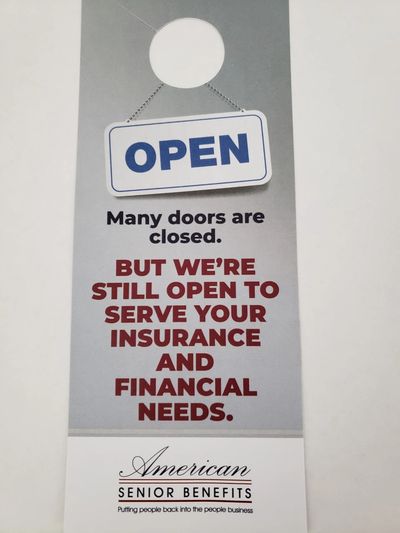 OPEN
Many doors are
closed.
BUT WE'RE
STILL OPEN TO
SERVE YOUR
INSURANCE
AND
FINANCIAL
NEEDS.
American
SENIOR BENEFITS
Putting people back into the people business